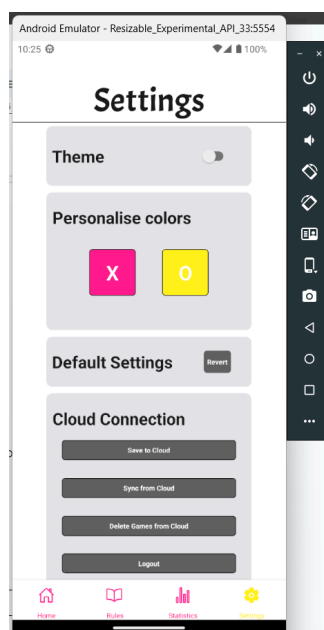 Android Emulator - Resizable_Experimental_API_33:5554
10:25 100%
Settings
Theme
Personalise colors
X O
Default Settings Revert
Cloud Connection
Save to Cloud
Sync from Cloud
Delete Games from Cloud
Logout
Home Rules Statistics Settings